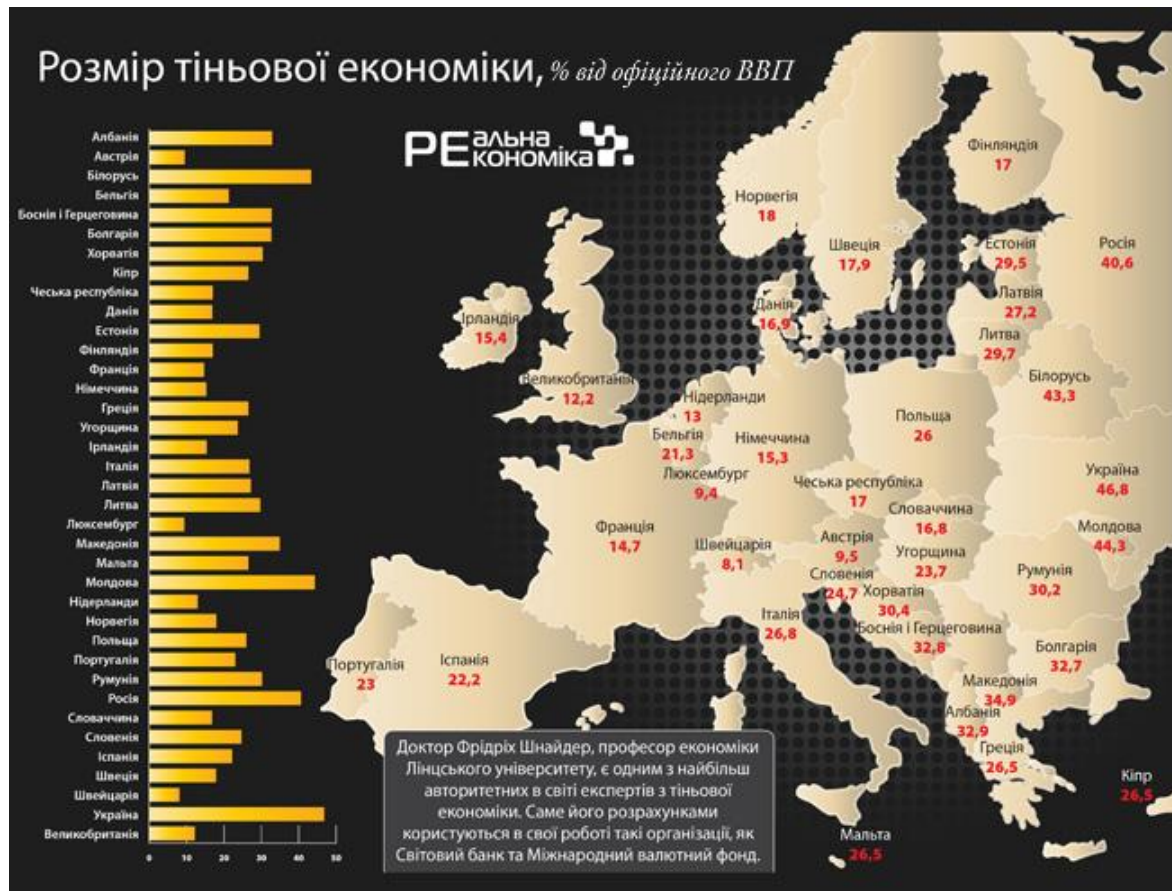 Розмір тіньової економіки, % від офіційного ВВП
РЕальна
Економіка
Албанія
Австрія
Білорусь
Бельгія
Боснія і Герцеговина
Болгарія
Хорватія
Кіпр
Чеська республіка
Данія
Естонія
Фінляндія
Франція
Німеччина
Греція
Угорщина
Ірландія
Італія
Латвія
Литва
Люксембург
Македонія
Мальта
Молдова
Нідерланди
Норвегія
Польща
Португалія
Румунія
Росія
Словаччина
Словенія
Іспанія
Швеція
Швейцарія
Україна
Великобританія
0 10 20 30 40 50
Фінляндія
17
Норвегія
18
Швеція
17,9
Естонія
29,5
Росія
40,6
Латвія
27,2
Данія
16,9
Ірландія
15,4
Литва
29,7
Білорусь
43,3
Великобританія
12,2
Нідерланди
13
Польща
26
Бельгія
21,3
Німеччина
15,3
Люксембург
9,4
Чеська республіка
17
Україна
46,8
Словаччина
16,8
Франція
14,7
Швейцарія
8,1
Австрія
9,5
Угорщина
23,7
Молдова
44,3
Словенія
24,7
Хорватія
30,4
Румунія
30,2
Італія
26,8
Боснія і Герцеговина
32,8
Болгарія
32,7
Португалія
23
Іспанія
22,2
Македонія
34,9
Албанія
32,9
Греція
26,5
Кіпр
26,5
Мальта
26,5
Доктор Фрідріх Шнайдер, професор економіки
Лінцського університету, є одним з найбільш
авторитетних в світі експертів з тіньової
економіки. Саме його розрахунками
користуються в свої роботі такі організації, як
Світовий банк та Міжнародний валютний фонд.